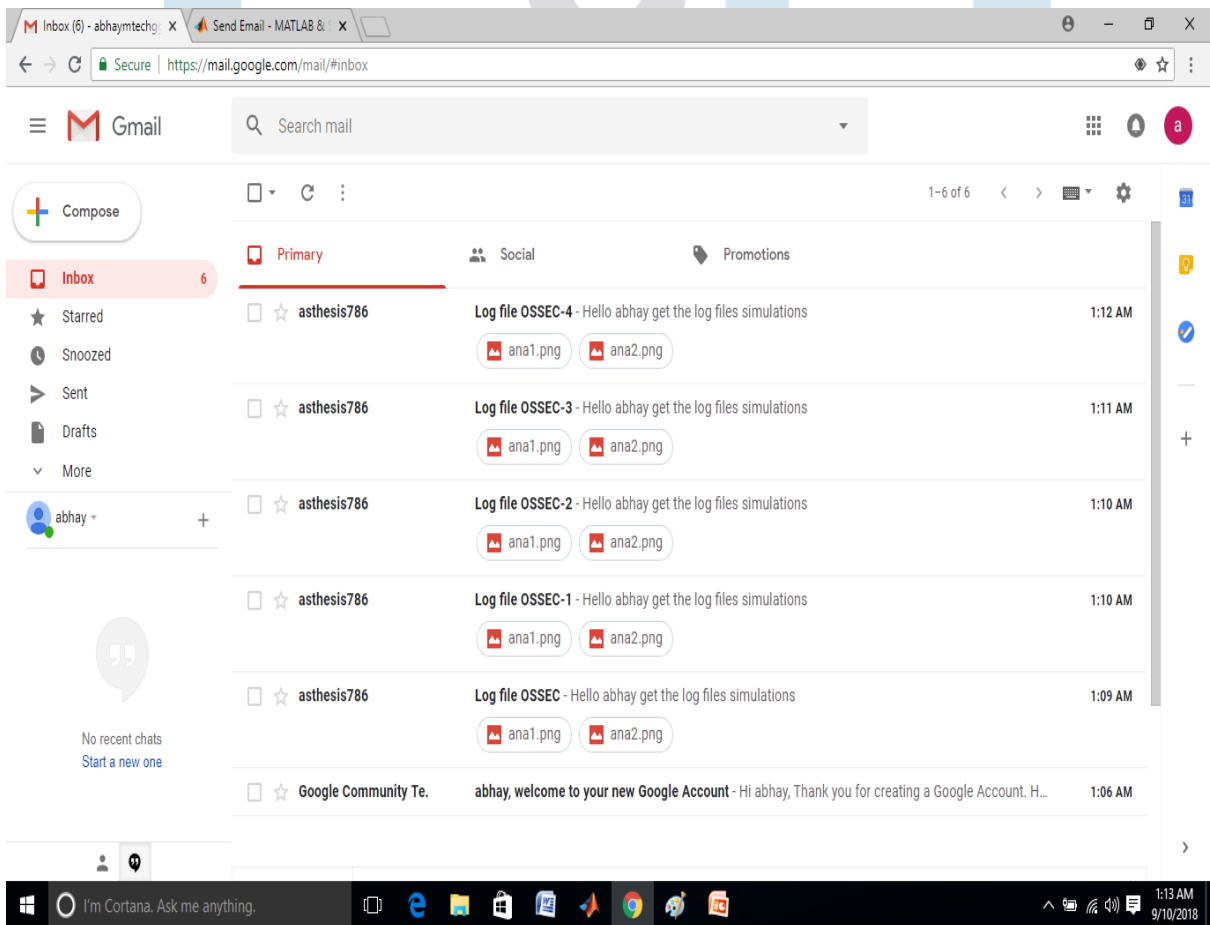 Inbox (6) - abhaymtechg
Send Email - MATLAB &
Secure | https://mail.google.com/mail/#inbox
Gmail
Search mail
a
Compose
1–6 of 6
31
Primary
Social
Promotions
Inbox 6
Starred
Snoozed
Sent
Drafts
More
abhay
No recent chats
Start a new one
asthesis786 Log file OSSEC-4 - Hello abhay get the log files simulations 1:12 AM
ana1.png ana2.png
asthesis786 Log file OSSEC-3 - Hello abhay get the log files simulations 1:11 AM
ana1.png ana2.png
asthesis786 Log file OSSEC-2 - Hello abhay get the log files simulations 1:10 AM
ana1.png ana2.png
asthesis786 Log file OSSEC-1 - Hello abhay get the log files simulations 1:10 AM
ana1.png ana2.png
asthesis786 Log file OSSEC - Hello abhay get the log files simulations 1:09 AM
ana1.png ana2.png
Google Community Te. abhay, welcome to your new Google Account - Hi abhay, Thank you for creating a Google Account. H... 1:06 AM
I'm Cortana. Ask me anything.
1:13 AM
9/10/2018